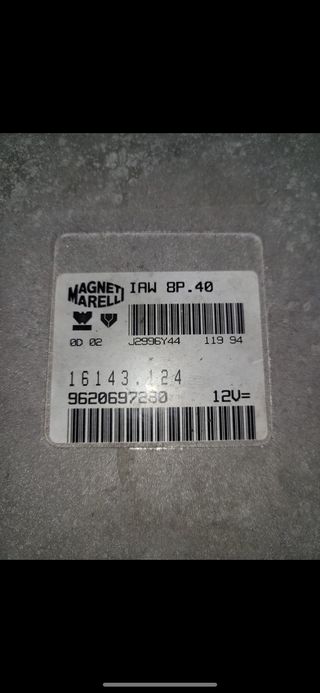 MAGNETI MARELLI
IAW 8P.40
0D 02 J2996Y44 119 94
16143.124
9620697280 12V=